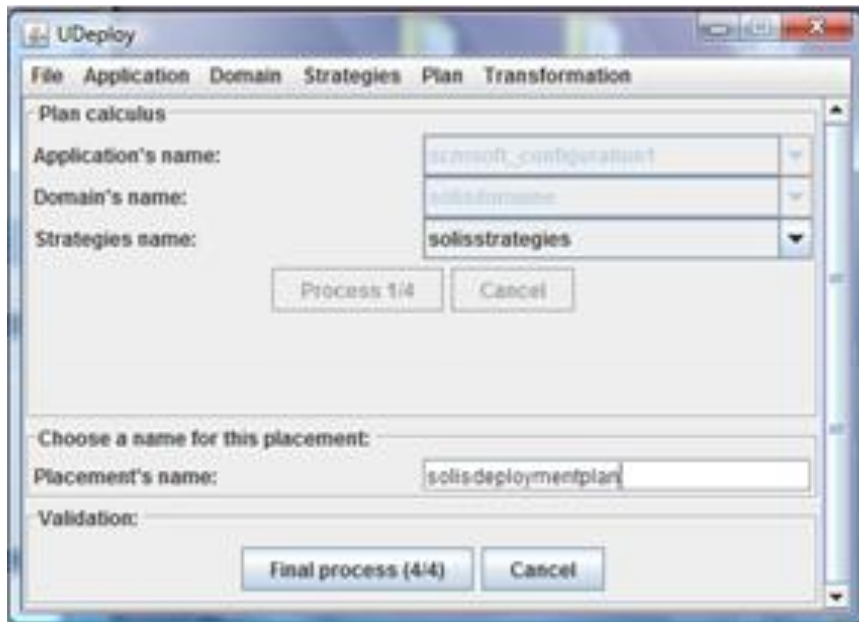 UDeploy
File Application Domain Strategies Plan Transformation
Plan calculus
Application's name: scmsoft_configuration1
Domain's name:
Strategies name: solisstrategies
Process 1/4 Cancel
Choose a name for this placement:
Placement's name: solisdeploymentplan
Validation:
Final process (4/4) Cancel